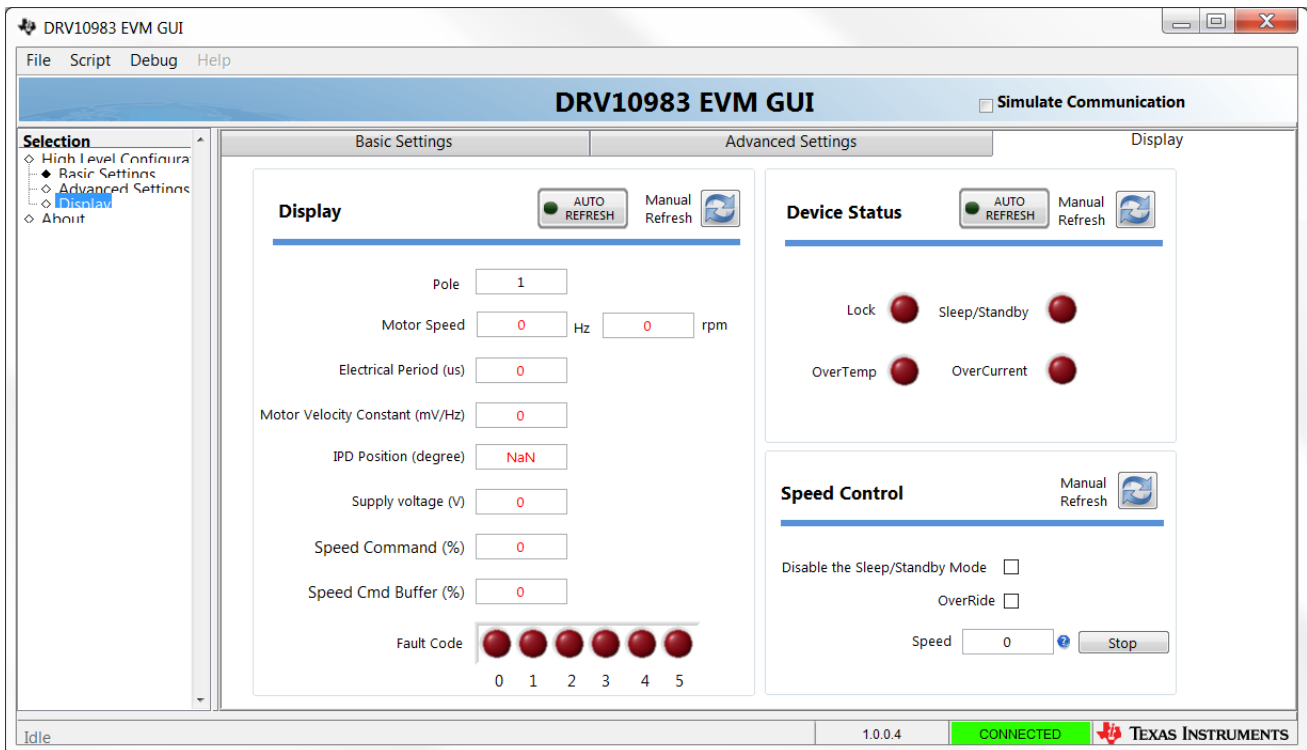 DRV10983 EVM GUI
File Script Debug Help
DRV10983 EVM GUI
Simulate Communication
Selection
High Level Configurat
Basic Settings
Advanced Settings
Display
About
Basic Settings
Advanced Settings
Display
Display
AUTO
REFRESH
Manual
Refresh
Pole 1
Motor Speed 0 Hz 0 rpm
Electrical Period (us) 0
Motor Velocity Constant (mV/Hz) 0
IPD Position (degree) NaN
Supply voltage (V) 0
Speed Command (%) 0
Speed Cmd Buffer (%) 0
Fault Code
0 1 2 3 4 5
Device Status
AUTO
REFRESH
Manual
Refresh
Lock Sleep/Standby
OverTemp OverCurrent
Speed Control
Manual
Refresh
Disable the Sleep/Standby Mode
OverRide
Speed 0 ? Stop
Idle 1.0.0.4 CONNECTED TEXAS INSTRUMENTS